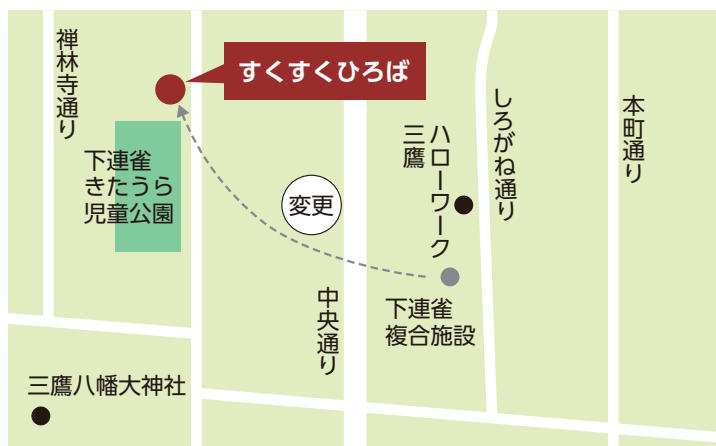 禅林寺通り
すくすくひろば
下連雀
きたうら
児童公園
変更
ハローワーク
三鷹
しろがね通り
本町通り
中央通り
下連雀
複合施設
三鷹八幡大神社